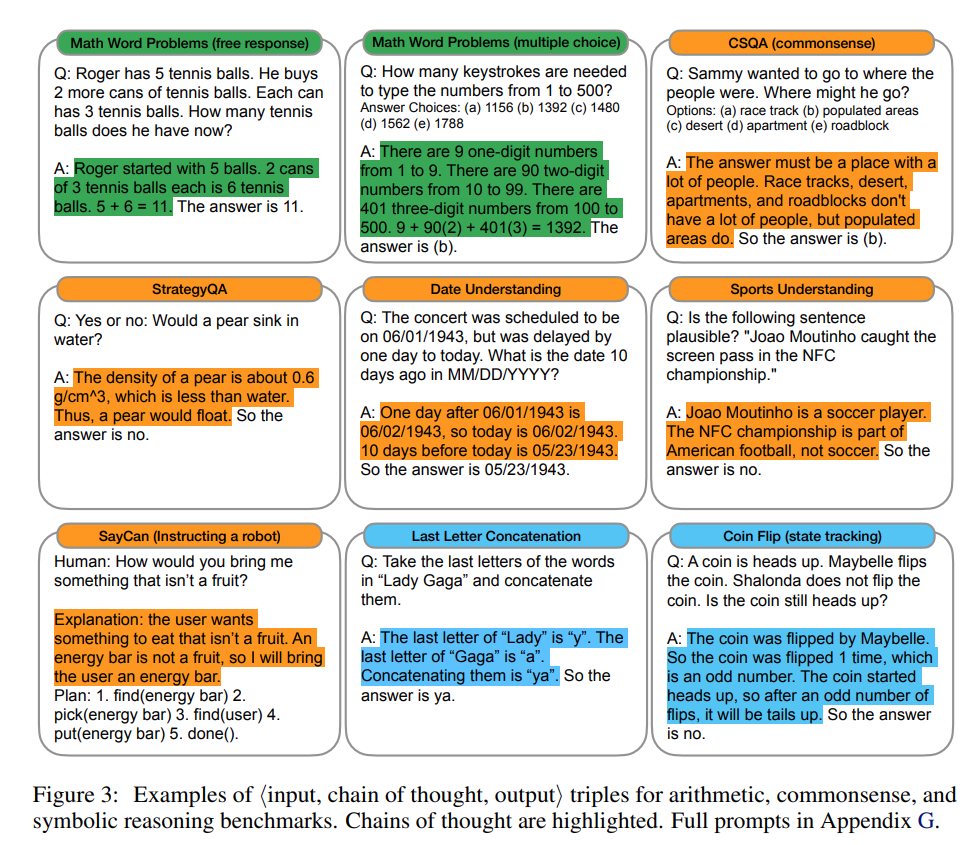 Math Word Problems (free response)
Q: Roger has 5 tennis balls. He buys
2 more cans of tennis balls. Each can
has 3 tennis balls. How many tennis
balls does he have now?
A: Roger started with 5 balls. 2 cans
of 3 tennis balls each is 6 tennis
balls. 5 + 6 = 11. The answer is 11.
Math Word Problems (multiple choice)
Q: How many keystrokes are needed
to type the numbers from 1 to 500?
Answer Choices: (a) 1156 (b) 1392 (c) 1480
(d) 1562 (e) 1788
A: There are 9 one-digit numbers
from 1 to 9. There are 90 two-digit
numbers from 10 to 99. There are
401 three-digit numbers from 100 to
500. 9 + 90(2) + 401(3) = 1392. The
answer is (b).
CSQA (commonsense)
Q: Sammy wanted to go to where the
people were. Where might he go?
Options: (a) race track (b) populated areas
(c) desert (d) apartment (e) roadblock
A: The answer must be a place with a
lot of people. Race tracks, desert,
apartments, and roadblocks don't
have a lot of people, but populated
areas do. So the answer is (b).
StrategyQA
Q: Yes or no: Would a pear sink in
water?
A: The density of a pear is about 0.6
g/cm^3, which is less than water.
Thus, a pear would float. So the
answer is no.
Date Understanding
Q: The concert was scheduled to be
on 06/01/1943, but was delayed by
one day to today. What is the date 10
days ago in MM/DD/YYYY?
A: One day after 06/01/1943 is
06/02/1943, so today is 06/02/1943.
10 days before today is 05/23/1943.
So the answer is 05/23/1943.
Sports Understanding
Q: Is the following sentence
plausible? "Joao Moutinho caught the
screen pass in the NFC
championship."
A: Joao Moutinho is a soccer player.
The NFC championship is part of
American football, not soccer. So the
answer is no.
SayCan (Instructing a robot)
Human: How would you bring me
something that isn’t a fruit?
Explanation: the user wants
something to eat that isn’t a fruit. An
energy bar is not a fruit, so I will bring
the user an energy bar.
Plan: 1. find(energy bar) 2.
pick(energy bar) 3. find(user) 4.
put(energy bar) 5. done().
Last Letter Concatenation
Q: Take the last letters of the words
in “Lady Gaga” and concatenate
them.
A: The last letter of “Lady” is “y”. The
last letter of “Gaga” is “a”.
Concatenating them is “ya”. So the
answer is ya.
Coin Flip (state tracking)
Q: A coin is heads up. Maybelle flips
the coin. Shalonda does not flip the
coin. Is the coin still heads up?
A: The coin was flipped by Maybelle.
So the coin was flipped 1 time, which
is an odd number. The coin started
heads up, so after an odd number of
flips, it will be tails up. So the answer
is no.
Figure 3: Examples of ⟨input, chain of thought, output⟩ triples for arithmetic, commonsense, and
symbolic reasoning benchmarks. Chains of thought are highlighted. Full prompts in Appendix G.